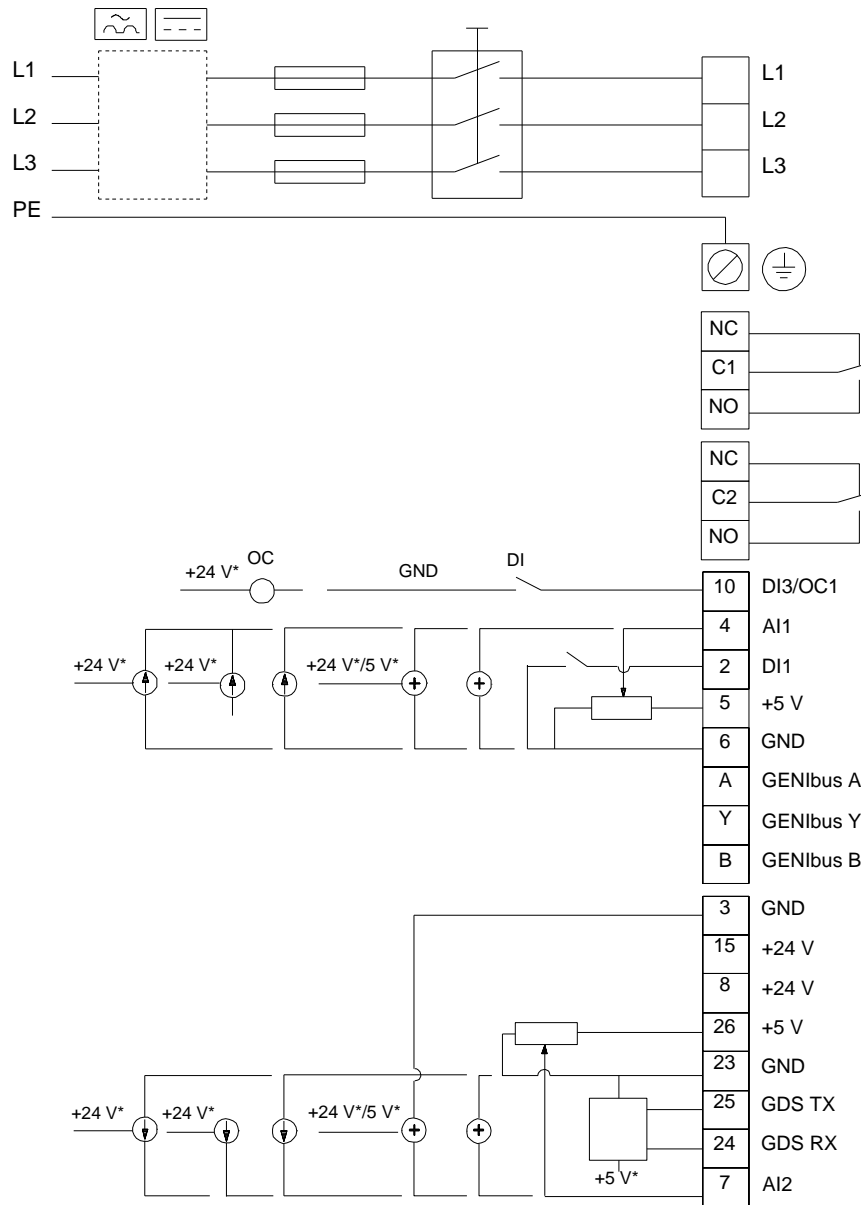 L1 L1
L2 L2
L3 L3
PE
NC
C1
NO
NC
C2
NO
+24 V* OC GND DI 10 DI3/OC1
4 AI1
+24 V* +24 V* +24 V*/5 V* 2 DI1
5 +5 V
6 GND
A GENIbus A
Y GENIbus Y
B GENIbus B
3 GND
15 +24 V
8 +24 V
26 +5 V
23 GND
+24 V* +24 V* +24 V*/5 V* 25 GDS TX
24 GDS RX
+5 V* 7 AI2